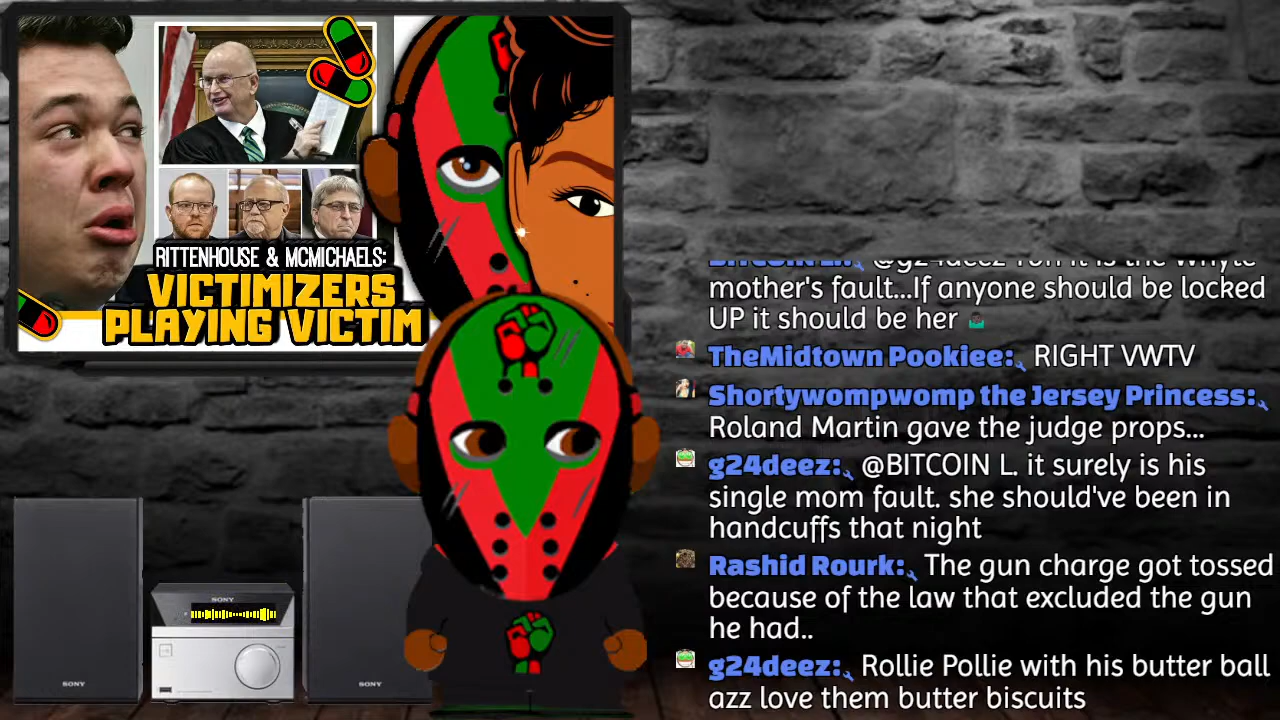 RITTENHOUSE & MCMICHAELS:
VICTIMIZERS
PLAYING VICTIM
SONY
SONY
SONY
mother's fault...If anyone should be locked
UP it should be her
TheMidtown Pookiee: RIGHT VWTV
Shortywompwomp the Jersey Princess:
Roland Martin gave the judge props...
g24deez: @BITCOIN L. it surely is his
single mom fault. she should've been in
handcuffs that night
Rashid Rourk: The gun charge got tossed
because of the law that excluded the gun
he had..
g24deez: Rollie Pollie with his butter ball
azz love them butter biscuits